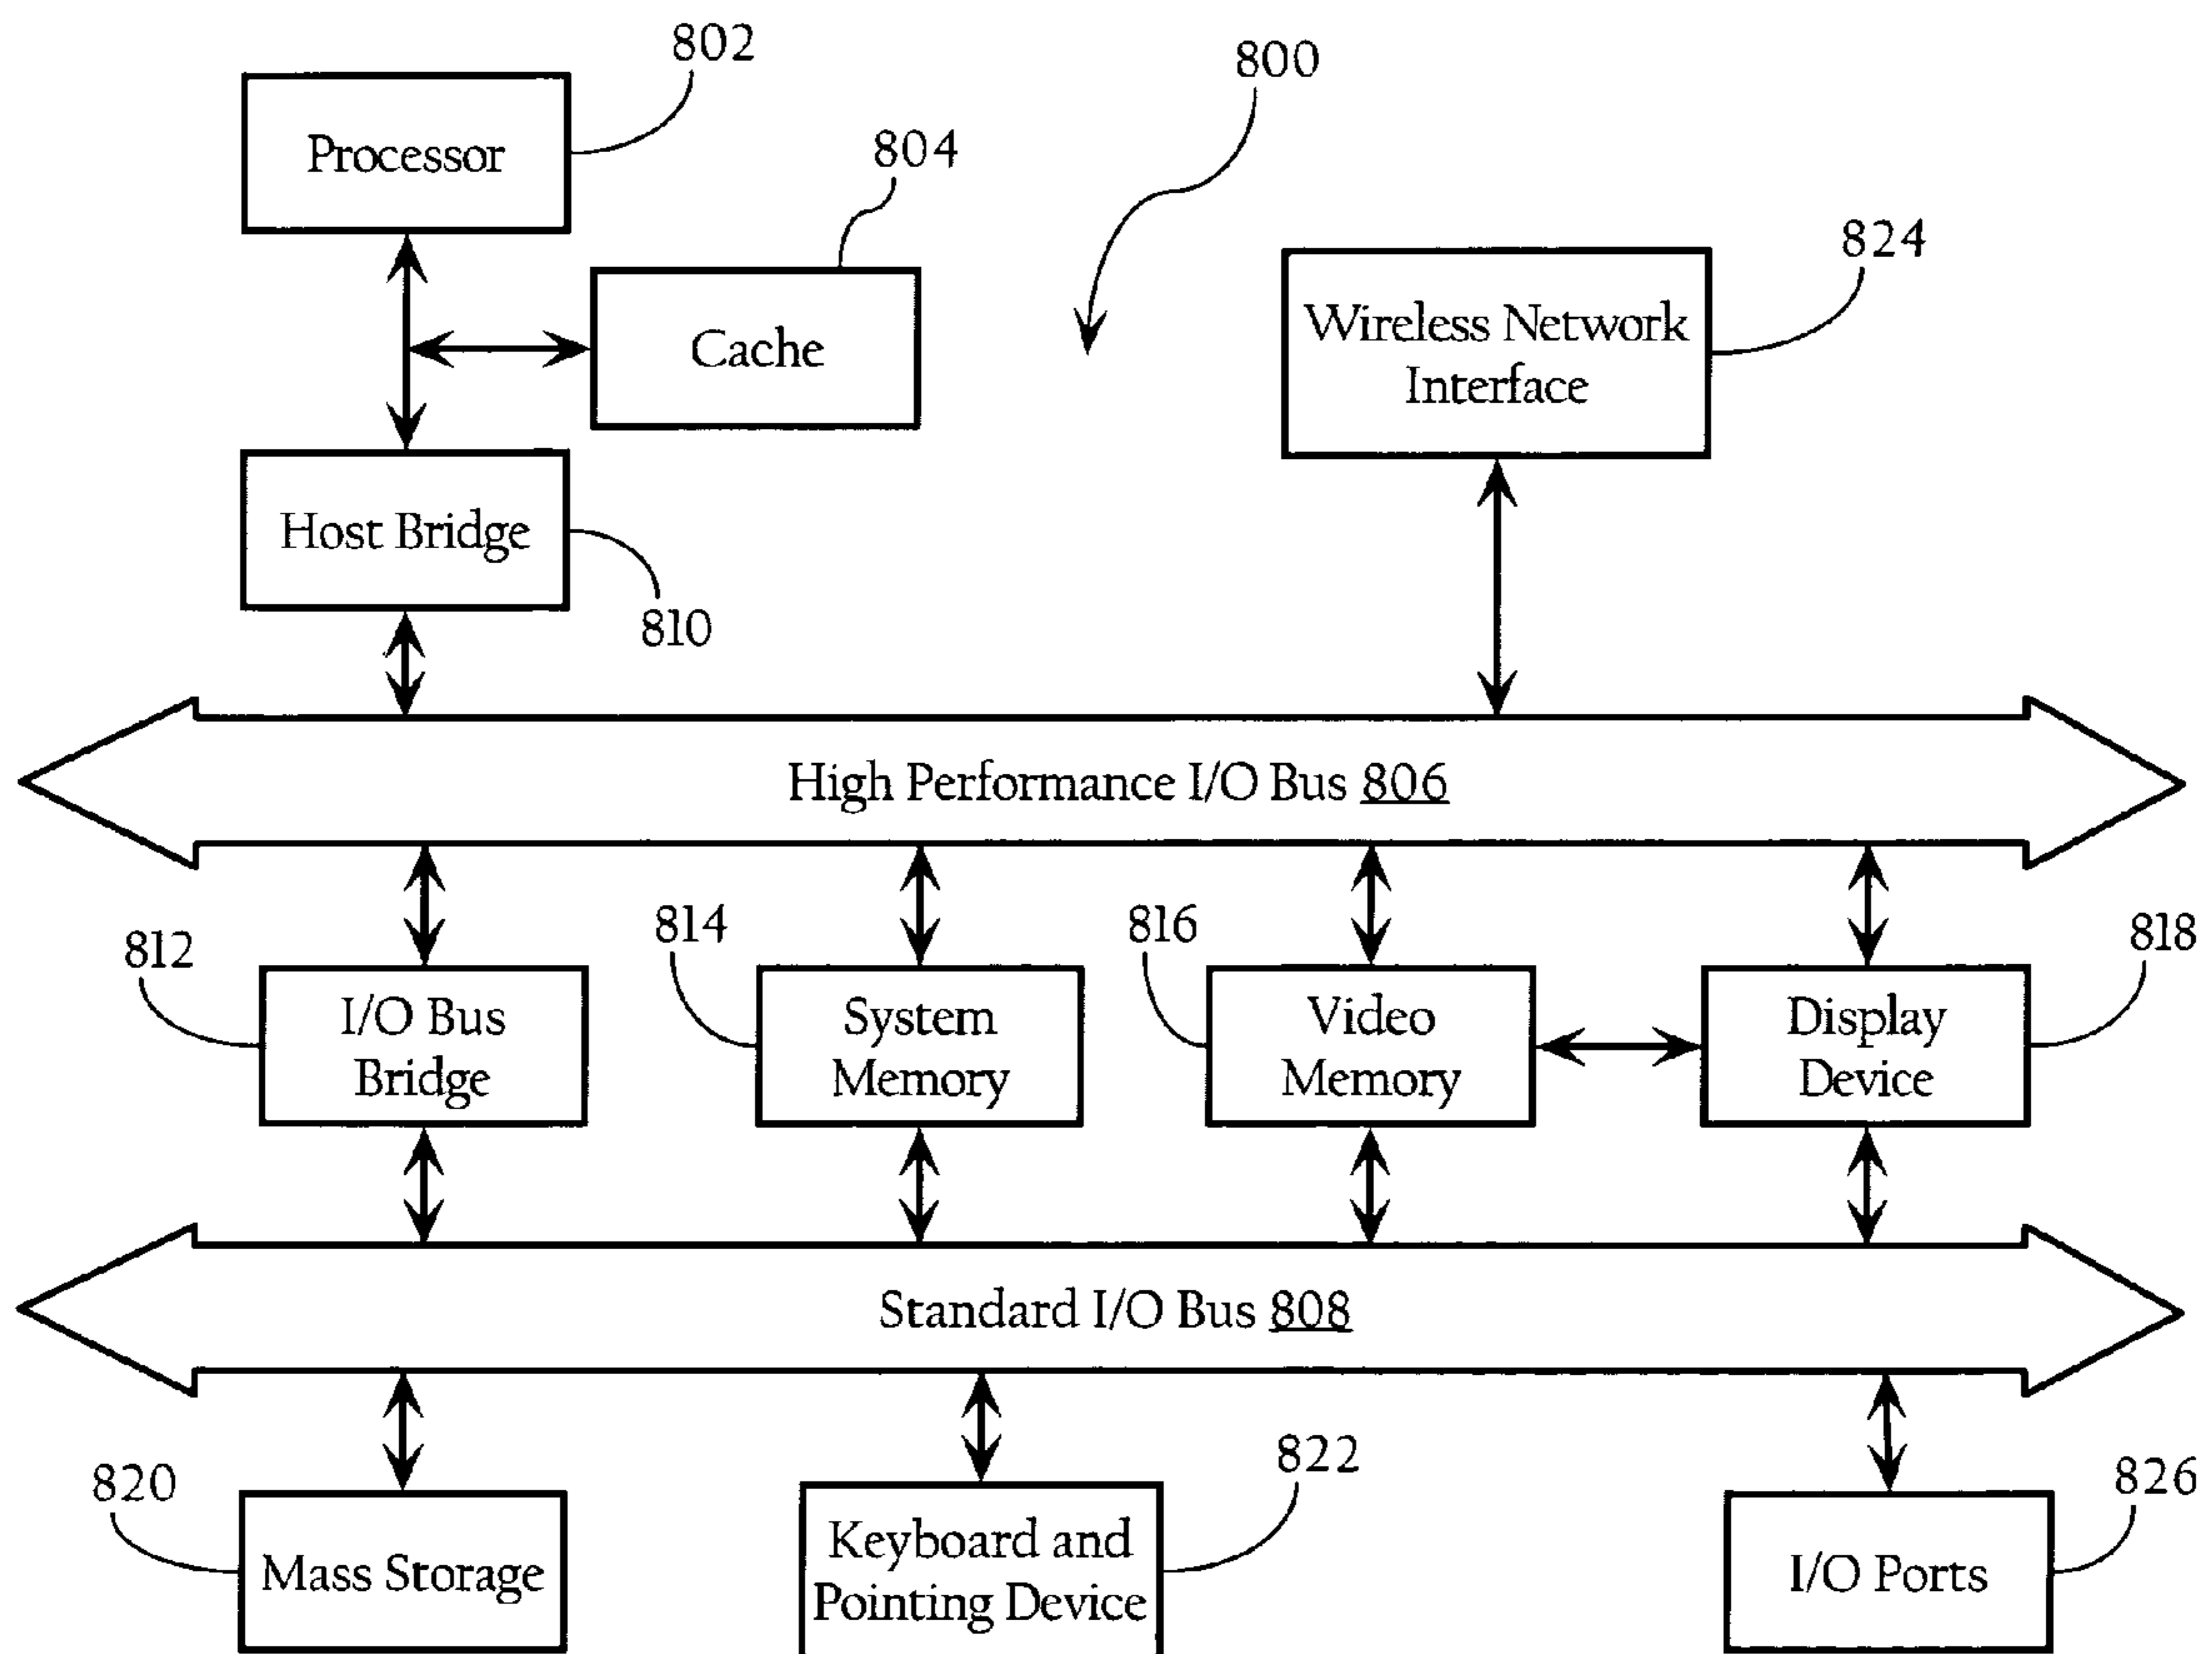 802
800
Processor
804
824
Cache
Wireless Network
Interface
Host Bridge
810
High Performance I/O Bus 806
812
814
816
818
I/O Bus
Bridge
System
Memory
Video
Memory
Display
Device
Standard I/O Bus 808
820
822
826
Mass Storage
Keyboard and
Pointing Device
I/O Ports